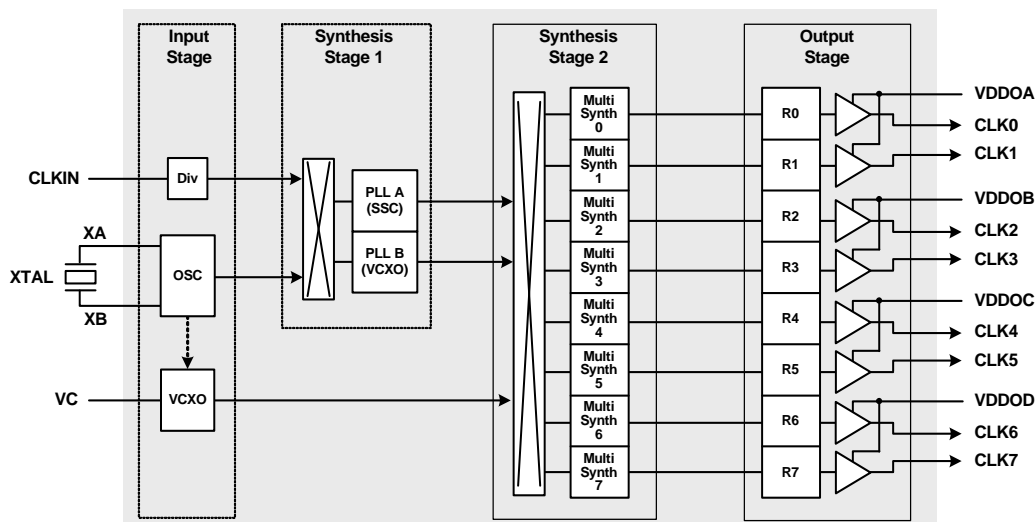 Input
Stage
Synthesis
Stage 1
Synthesis
Stage 2
Output
Stage
CLKIN
Div
XA
XTAL
XB
OSC
VC
VCXO
PLL A
(SSC)
PLL B
(VCXO)
Multi
Synth
0
Multi
Synth
1
Multi
Synth
2
Multi
Synth
3
Multi
Synth
4
Multi
Synth
5
Multi
Synth
6
Multi
Synth
7
R0
R1
R2
R3
R4
R5
R6
R7
VDDOA
CLK0
CLK1
VDDOB
CLK2
CLK3
VDDOC
CLK4
CLK5
VDDOD
CLK6
CLK7